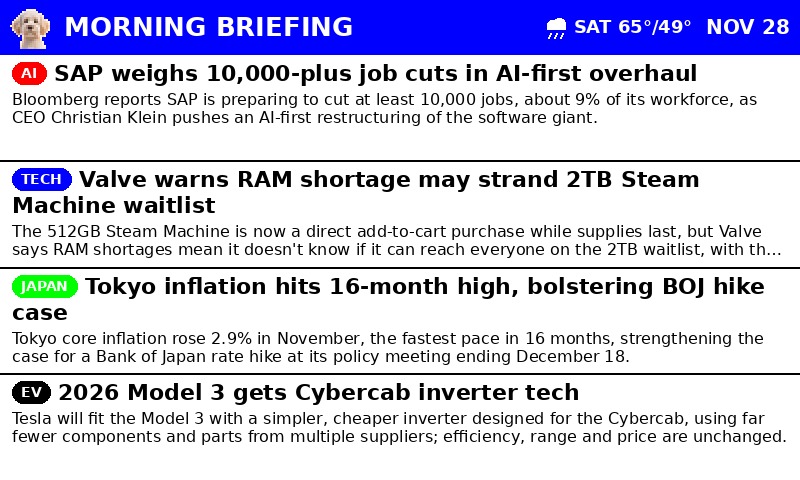 MORNING BRIEFING
SAT 65°/49° NOV 28
AI SAP weighs 10,000-plus job cuts in AI-first overhaul
Bloomberg reports SAP is preparing to cut at least 10,000 jobs, about 9% of its workforce, as
CEO Christian Klein pushes an AI-first restructuring of the software giant.
TECH Valve warns RAM shortage may strand 2TB Steam
Machine waitlist
The 512GB Steam Machine is now a direct add-to-cart purchase while supplies last, but Valve
says RAM shortages mean it doesn't know if it can reach everyone on the 2TB waitlist, with th...
JAPAN Tokyo inflation hits 16-month high, bolstering BOJ hike
case
Tokyo core inflation rose 2.9% in November, the fastest pace in 16 months, strengthening the
case for a Bank of Japan rate hike at its policy meeting ending December 18.
EV 2026 Model 3 gets Cybercab inverter tech
Tesla will fit the Model 3 with a simpler, cheaper inverter designed for the Cybercab, using far
fewer components and parts from multiple suppliers; efficiency, range and price are unchanged.